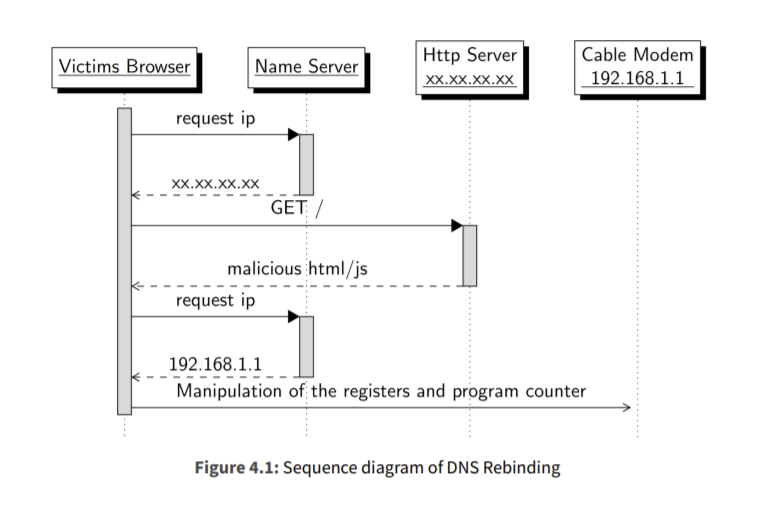 Victims Browser
Name Server
Http Server
xx.xx.xx.xx
Cable Modem
192.168.1.1
request ip
xx.xx.xx.xx
GET /
malicious html/js
request ip
192.168.1.1
Manipulation of the registers and program counter
Figure 4.1: Sequence diagram of DNS Rebinding